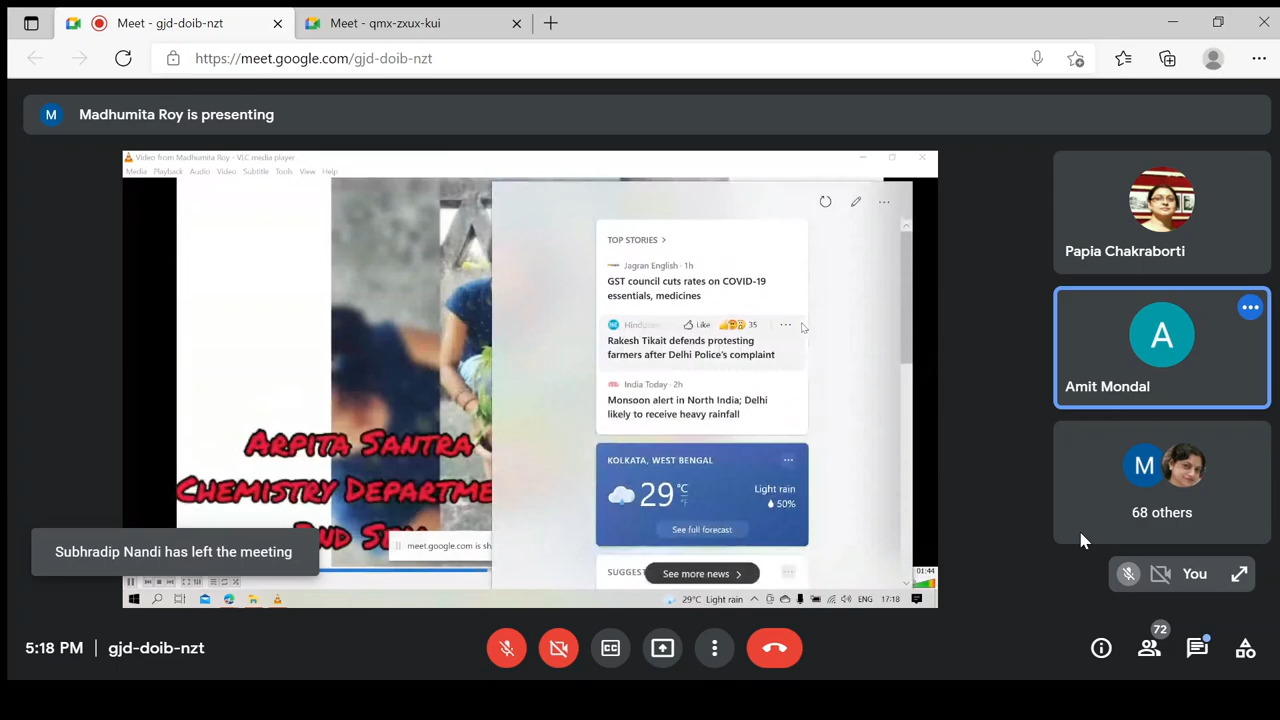 Meet - gjd-doib-nzt
Meet - qmx-zxux-kui
https://meet.google.com/gjd-doib-nzt
M Madhumita Roy is presenting
Video from Madhumita Roy - VLC media player
Media Playback Audio Video Subtitle Tools View Help
TOP STORIES >
Jagran English · 1h
GST council cuts rates on COVID-19
essentials, medicines
Like 35
Rakesh Tikait defends protesting
farmers after Delhi Police's complaint
India Today · 2h
Monsoon alert in North India; Delhi
likely to receive heavy rainfall
KOLKATA, WEST BENGAL
29 °C
°F
Light rain
50%
See full forecast
SUGGEST
See more news >
Arpita Santra
Chemistry Departme
2nd Sem
meet.google.com is sh
Subhradip Nandi has left the meeting
01:44
29°C Light rain
ENG
17:18
Papia Chakraborti
A
Amit Mondal
M
68 others
You
5:18 PM | gjd-doib-nzt
CC
72